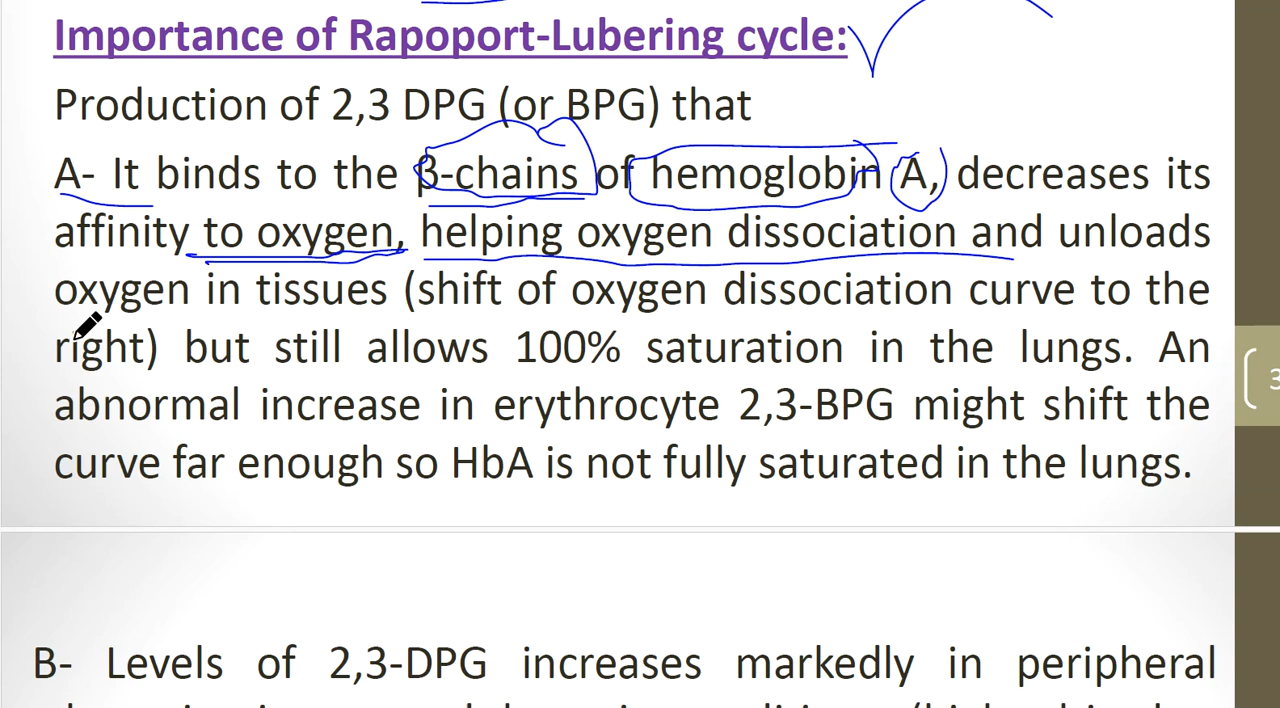 Importance of Rapoport-Lubering cycle:
Production of 2,3 DPG (or BPG) that
A- It binds to the β-chains of hemoglobin A, decreases its
affinity to oxygen, helping oxygen dissociation and unloads
oxygen in tissues (shift of oxygen dissociation curve to the
right) but still allows 100% saturation in the lungs. An
abnormal increase in erythrocyte 2,3-BPG might shift the
curve far enough so HbA is not fully saturated in the lungs.
3
B- Levels of 2,3-DPG increases markedly in peripheral